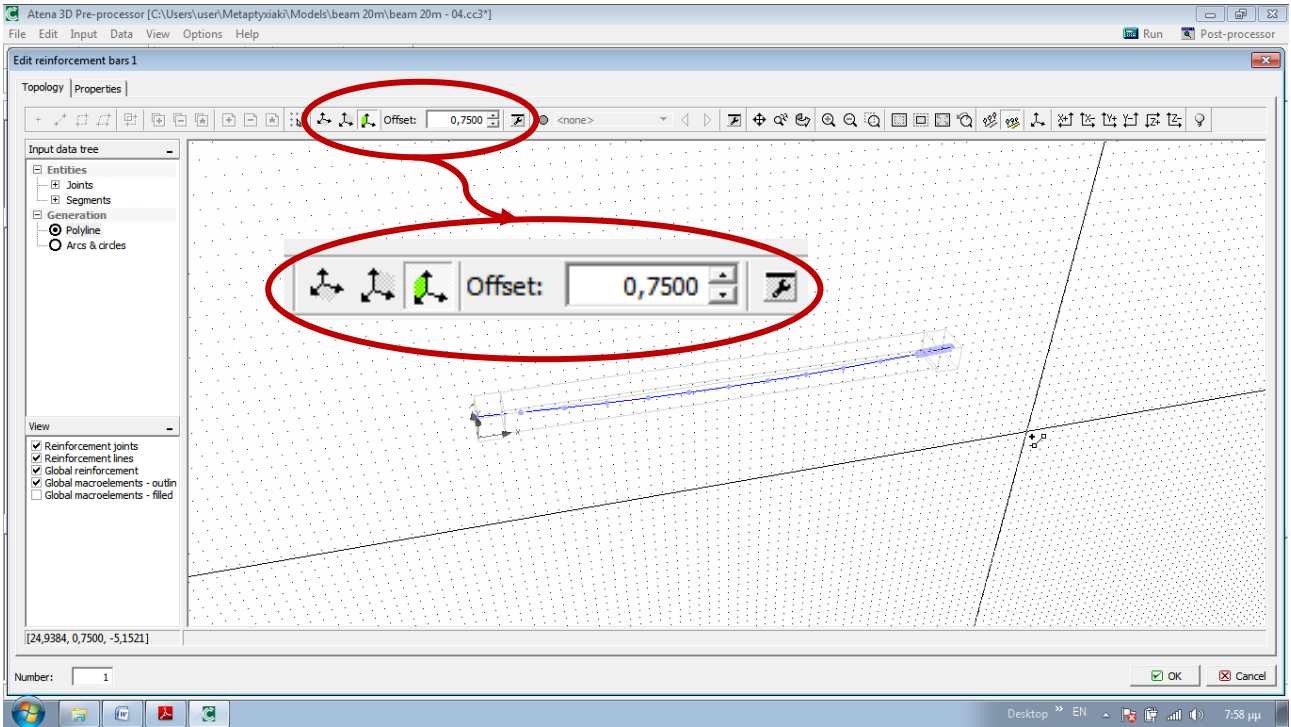 Atena 3D Pre-processor [C:\Users\user\Metaptyxiaki\Models\beam 20m\beam 20m - 04.cc3*]
File Edit Input Data View Options Help Run Post-processor
Edit reinforcement bars 1
Topology Properties
Offset: 0,7500 <none>
Input data tree
Entities
Joints
Segments
Generation
Polyline
Arcs & circles
Offset: 0,7500
x
View
Reinforcement joints
Reinforcement lines
Global reinforcement
Global macroelements - outlin
Global macroelements - filled
[24,9384, 0,7500, -5,1521]
Number: 1 OK Cancel
Desktop » EN 7:58 μμ